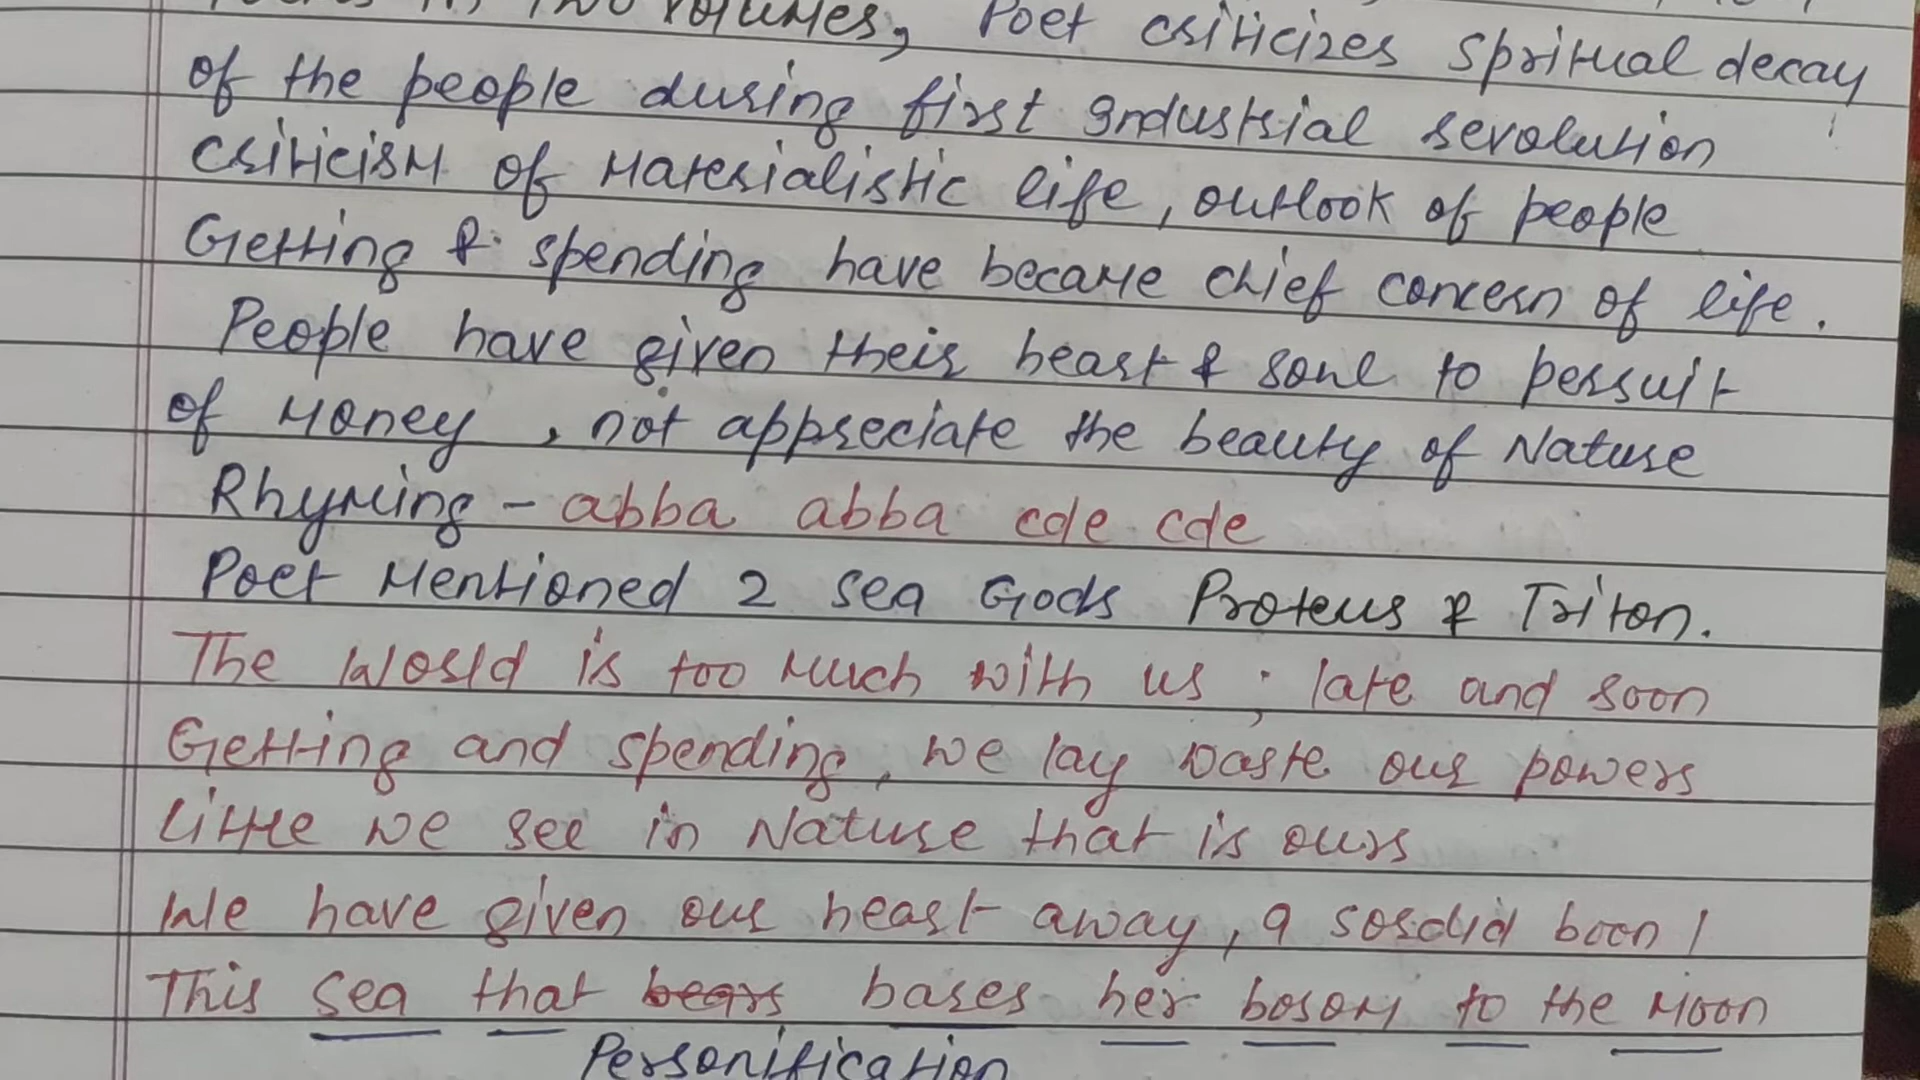 in Two volumes, Poet criticizes Spritual decay
of the people during first Industrial revolution
criticism of Materialistic life, outlook of people
Getting & spending have became chief concern of life.
People have given their heart & soul to persuit
of Money, not appreciate the beauty of Nature
Rhyming - abba abba cde cde
Poet Mentioned 2 sea Gods Proteus & Triton.
The World is too Much with us ; late and soon
Getting and spending, we lay waste our powers
Little we see in Nature that is ours
We have given our heart away, a sordid boon!
This sea that bears bares her bosom to the Moon
Personification